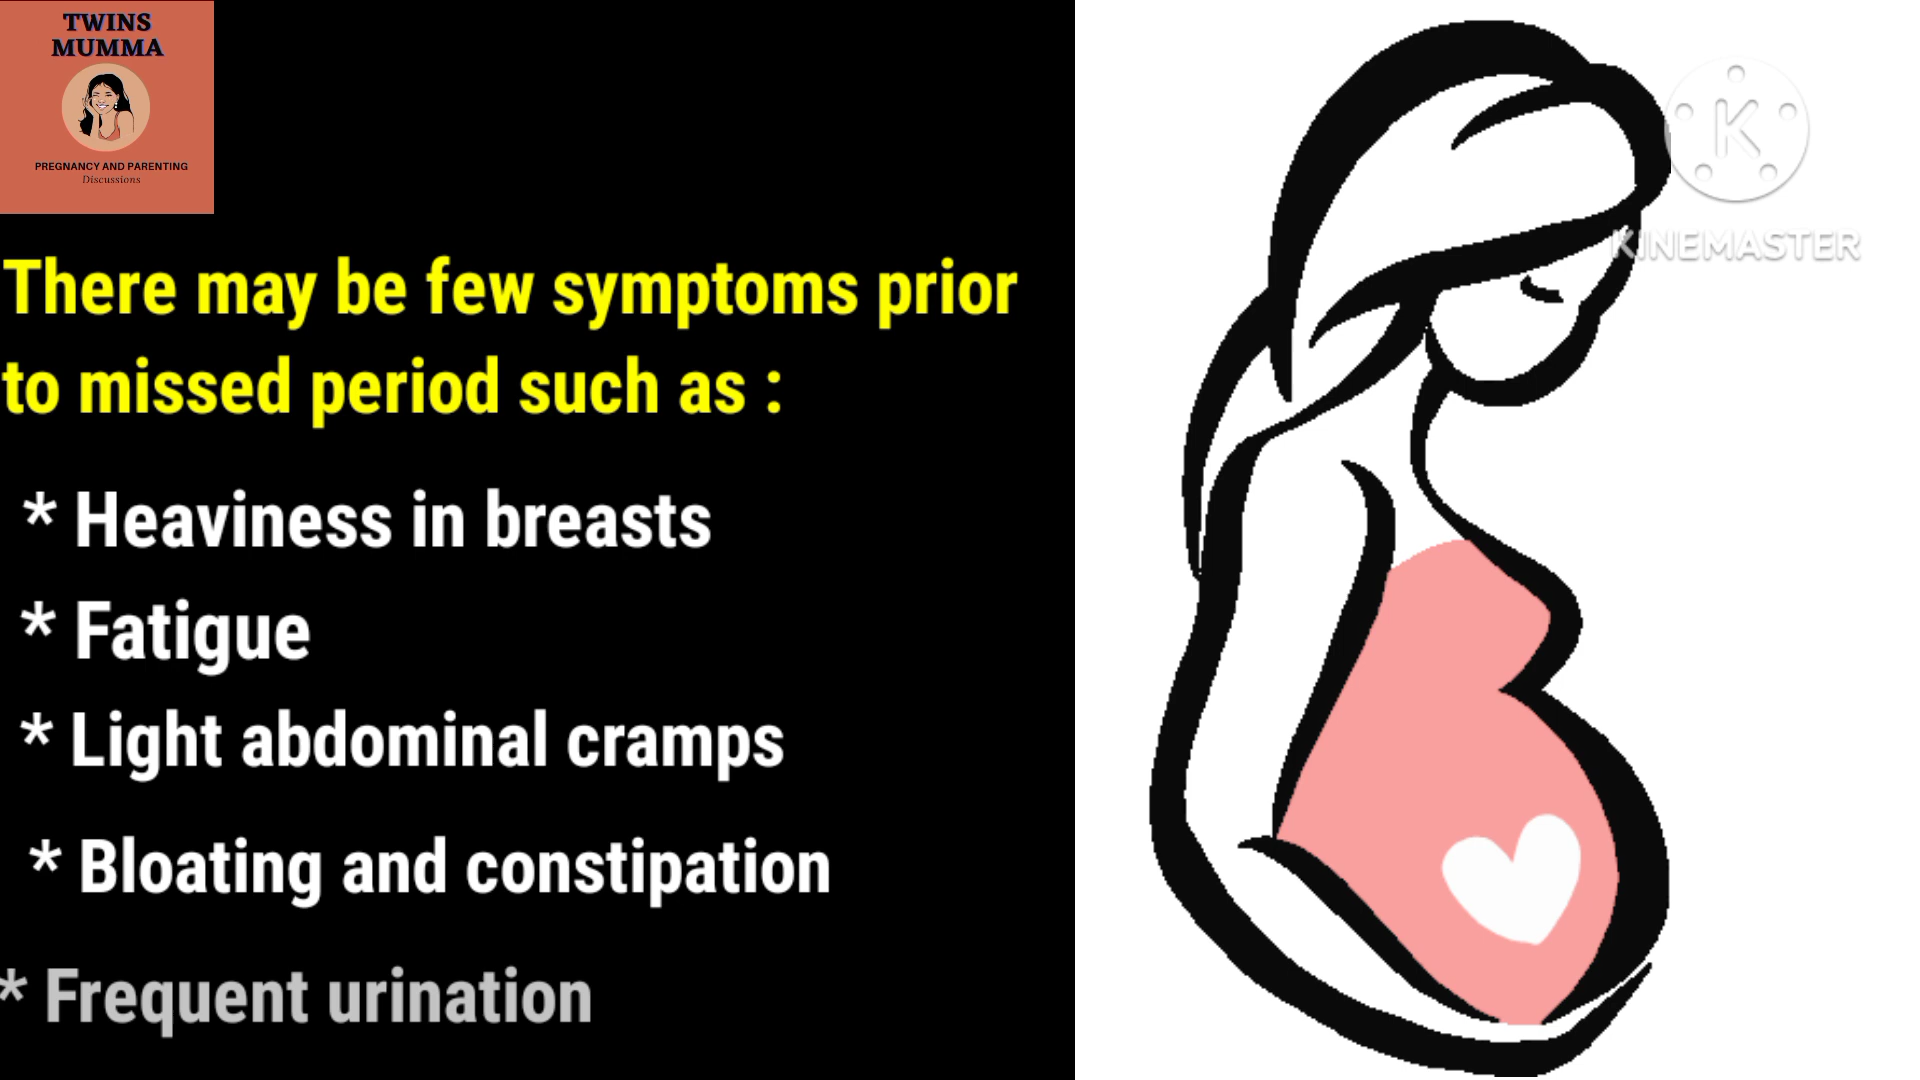 TWINS
MUMMA
PREGNANCY AND PARENTING
Discussions
There may be few symptoms prior
to missed period such as :
* Heaviness in breasts
* Fatigue
* Light abdominal cramps
* Bloating and constipation
* Frequent urination
K
KINEMASTER